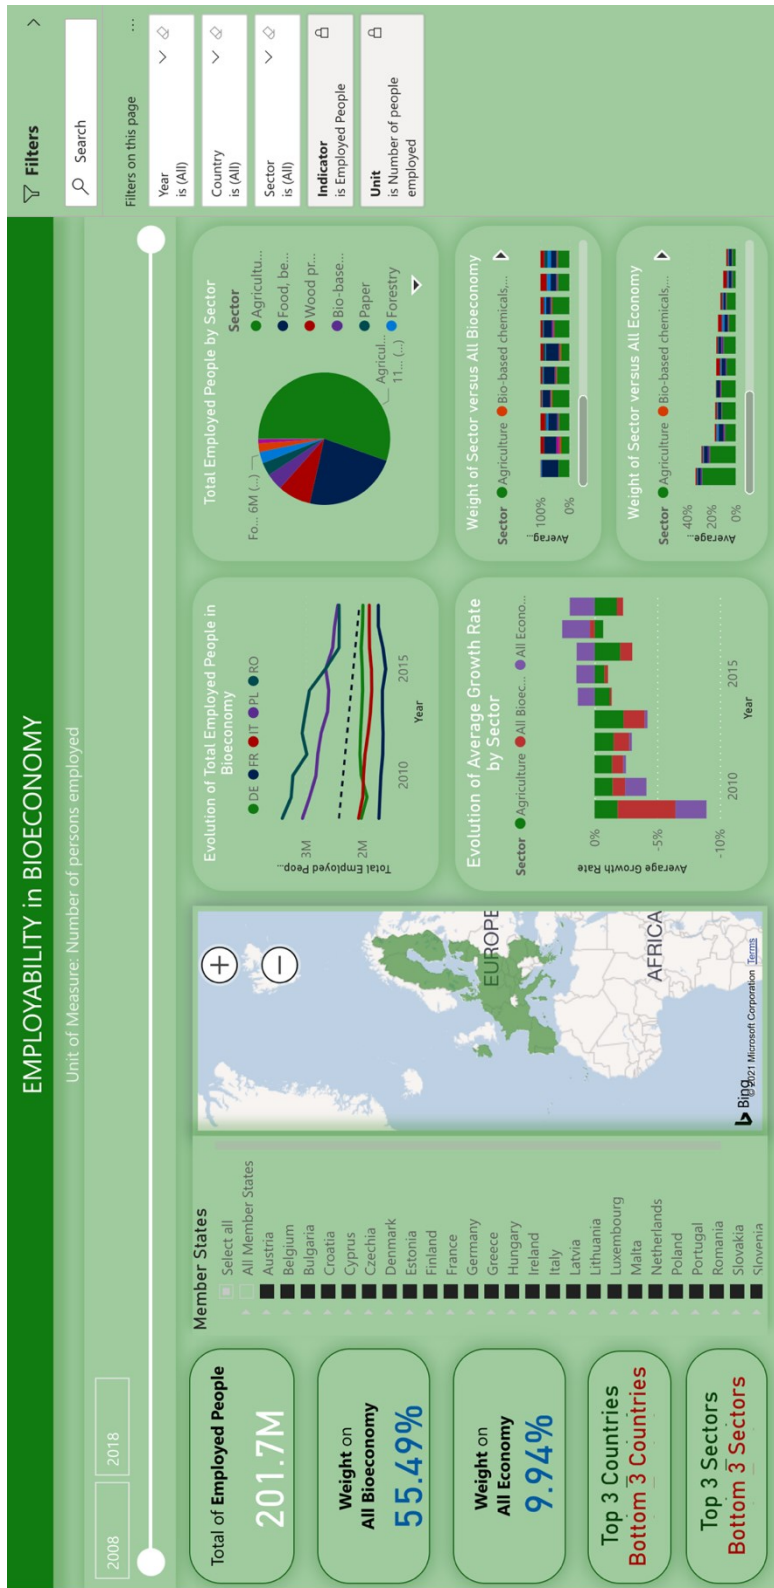 EMPLOYABILITY in BIOECONOMY
Unit of Measure: Number of persons employed
2008
2018
Total of Employed People
201.7M
Weight on
All Bioeconomy
55.49%
Weight on
All Economy
9.94%
Top 3 Countries
Bottom 3 Countries
Top 3 Sectors
Bottom 3 Sectors
Member States
Select all
All Member States
Austria
Belgium
Bulgaria
Croatia
Cyprus
Czechia
Denmark
Estonia
Finland
France
Germany
Greece
Hungary
Ireland
Italy
Latvia
Lithuania
Luxembourg
Malta
Netherlands
Poland
Portugal
Romania
Slovakia
Slovenia
EUROPE
AFRICA
Bing
© 2021 Microsoft Corporation Terms
Evolution of Total Employed People in
Bioeconomy
DE FR IT PL RO
Total Employed Peop...
3M
2M
2010
2015
Year
Evolution of Average Growth Rate
by Sector
Sector Agriculture All Bioec... All Econo...
Average Growth Rate
0%
-5%
-10%
2010
2015
Year
Total Employed People by Sector
Fo... 6M (...)
Agricul...
11... (...)
Sector
Agricultu...
Food, be...
Wood pr...
Bio-base...
Paper
Forestry
Weight of Sector versus All Bioeconomy
Sector Agriculture Bio-based chemicals,...
Averag...
100%
0%
Weight of Sector versus All Economy
Sector Agriculture Bio-based chemicals,...
Average...
40%
20%
0%
Filters
Search
Filters on this page
...
Year
is (All)
Country
is (All)
Sector
is (All)
Indicator
is Employed People
Unit
is Number of people
employed